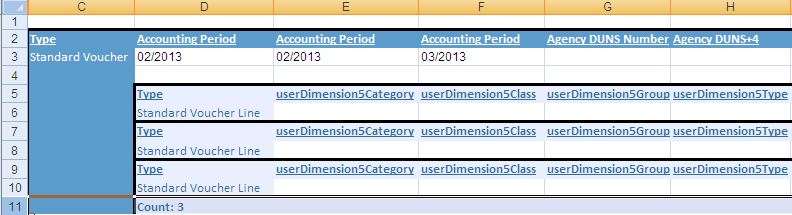 C D E F G H
1
2 Type Accounting Period Accounting Period Accounting Period Agency DUNS Number Agency DUNS+4
3 Standard Voucher 02/2013 02/2013 03/2013
4
5 Type userDimension5Category userDimension5Class userDimension5Group userDimension5Type
6 Standard Voucher Line
7 Type userDimension5Category userDimension5Class userDimension5Group userDimension5Type
8 Standard Voucher Line
9 Type userDimension5Category userDimension5Class userDimension5Group userDimension5Type
10 Standard Voucher Line
11 Count: 3